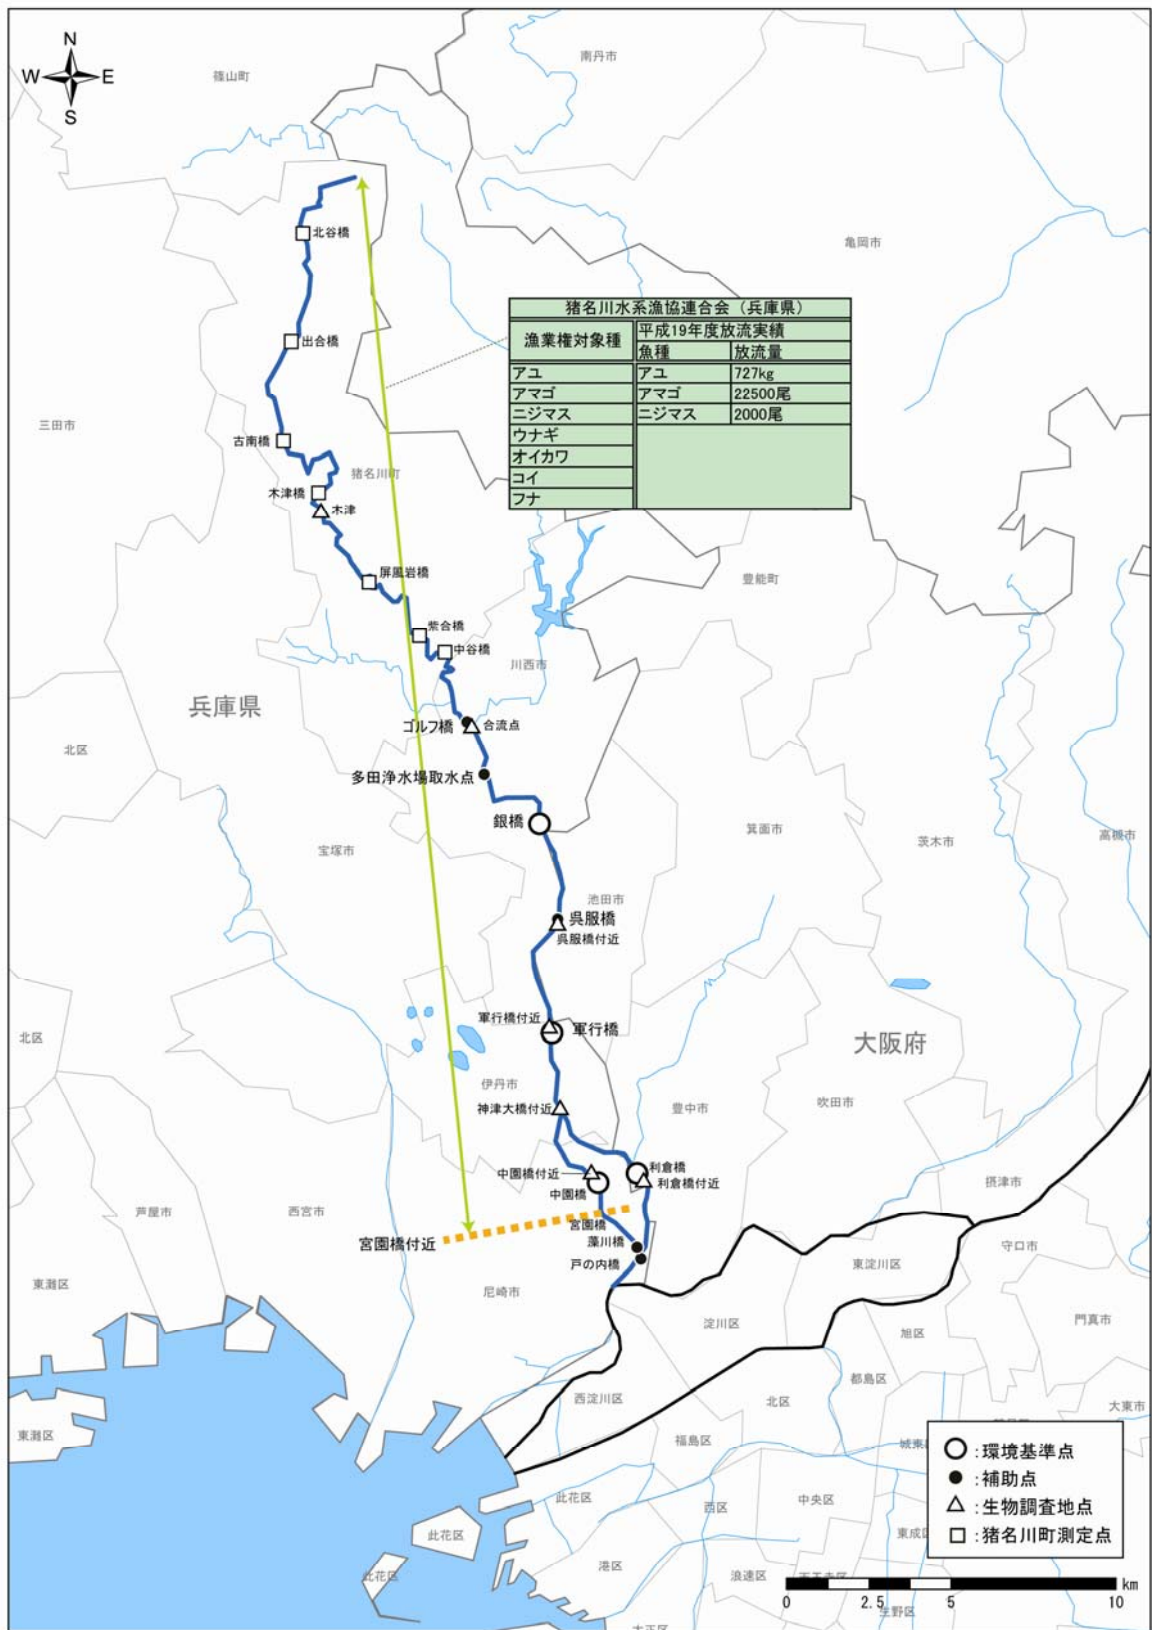 N
W E
S
篠山町
南丹市
亀岡市
北谷橋
猪名川水系漁協連合会（兵庫県）
漁業権対象種
平成19年度放流実績
魚種 放流量
アユ アユ 727kg
アマゴ アマゴ 22500尾
ニジマス ニジマス 2000尾
ウナギ
オイカワ
コイ
フナ
出合橋
三田市
古南橋
猪名川町
木津橋
木津
屏風岩橋
豊能町
紫合橋
中谷橋
川西市
兵庫県
ゴルフ橋
合流点
北区
多田浄水場取水点
銀橋
箕面市
茨木市
高槻市
宝塚市
池田市
呉服橋
呉服橋付近
軍行橋付近
軍行橋
北区
大阪府
伊丹市
神津大橋付近
豊中市
吹田市
中園橋付近
利倉橋
利倉橋付近
中園橋
摂津市
芦屋市
西宮市
宮園橋
宮園橋付近
藻川橋
戸の内橋
守口市
東淀川区
東灘区
尼崎市
淀川区
旭区
門真市
都島区
西淀川区
北区
大東市
東灘区
福島区
城東
此花区
西区
中央区
此花区
東成
港区
此花区
浪速区
生野区
:環境基準点
:補助点
:生物調査地点
:猪名川町測定点
km
0 2.5 5 10